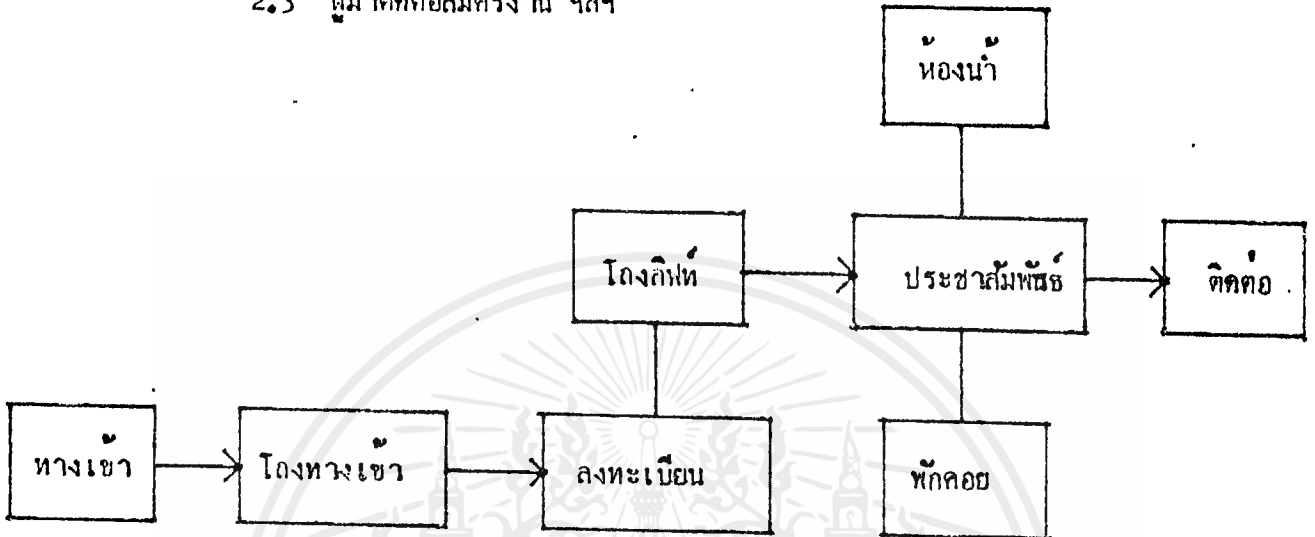 2.3
ห้องน้ำ
โถงลิฟท์
ประชาสัมพันธ์
ติดต่อ
ทางเข้า
โถงทางเข้า
ลงทะเบียน
พักคอย